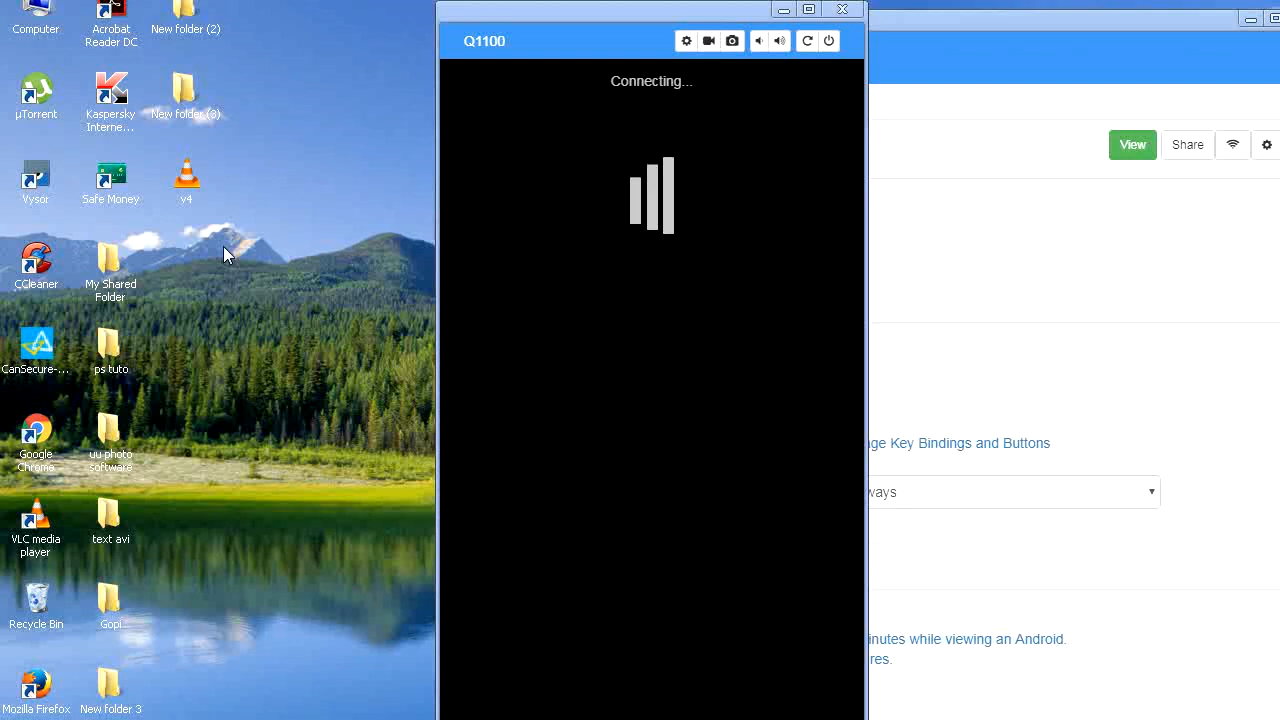 Computer
Acrobat
Reader DC
New folder (2)
µTorrent
Kaspersky
Interne...
New folder (3)
Vysor
Safe Money
v4
CCleaner
My Shared
Folder
CanSecure-...
ps tuto
Google
Chrome
uu photo
software
VLC media
player
text avi
Recycle Bin
Gopi
Mozilla Firefox
New folder 3
Q1100
Connecting...
View
Share
ge Key Bindings and Buttons
ways
inutes while viewing an Android.
res.